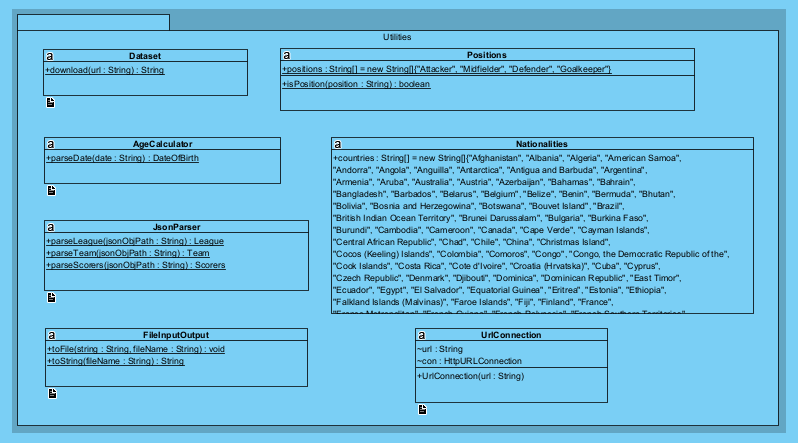 Utilities
a
Dataset
+download(url : String) : String
a
Positions
+positions : String[] = new String[]{"Attacker", "Midfielder", "Defender", "Goalkeeper"}
+isPosition(position : String) : boolean
a
AgeCalculator
+parseDate(date : String) : DateOfBirth
a
Nationalities
+countries : String[] = new String[]{"Afghanistan", "Albania", "Algeria", "American Samoa",
"Andorra", "Angola", "Anguilla", "Antarctica", "Antigua and Barbuda", "Argentina",
"Armenia", "Aruba", "Australia", "Austria", "Azerbaijan", "Bahamas", "Bahrain",
"Bangladesh", "Barbados", "Belarus", "Belgium", "Belize", "Benin", "Bermuda", "Bhutan",
"Bolivia", "Bosnia and Herzegowina", "Botswana", "Bouvet Island", "Brazil",
"British Indian Ocean Territory", "Brunei Darussalam", "Bulgaria", "Burkina Faso",
"Burundi", "Cambodia", "Cameroon", "Canada", "Cape Verde", "Cayman Islands",
"Central African Republic", "Chad", "Chile", "China", "Christmas Island",
"Cocos (Keeling) Islands", "Colombia", "Comoros", "Congo", "Congo, the Democratic Republic of the",
"Cook Islands", "Costa Rica", "Cote d'Ivoire", "Croatia (Hrvatska)", "Cuba", "Cyprus",
"Czech Republic", "Denmark", "Djibouti", "Dominica", "Dominican Republic", "East Timor",
"Ecuador", "Egypt", "El Salvador", "Equatorial Guinea", "Eritrea", "Estonia", "Ethiopia",
"Falkland Islands (Malvinas)", "Faroe Islands", "Fiji", "Finland", "France",
a
JsonParser
+parseLeague(jsonObjPath : String) : League
+parseTeam(jsonObjPath : String) : Team
+parseScorers(jsonObjPath : String) : Scorers
a
FileInputOutput
+toFile(string : String, fileName : String) : void
+toString(fileName : String) : String
a
UrlConnection
~url : String
~con : HttpURLConnection
+UrlConnection(url : String)